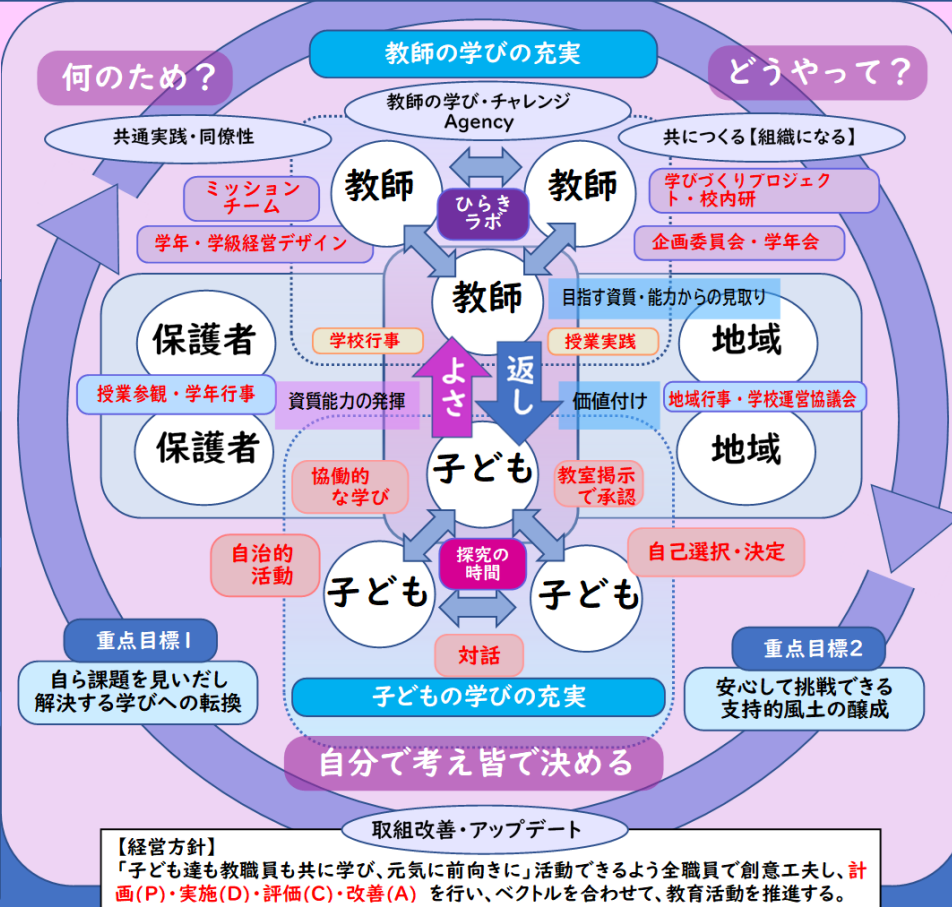 教師の学びの充実
何のため？
どうやって？
教師の学び・チャレンジ
Agency
共通実践・同僚性
共につくる【組織になる】
教師
教師
ミッション
チーム
ひらき
ラボ
学びづくりプロジェク
ト・校内研
学年・学級経営デザイン
企画委員会・学年会
教師
目指す資質・能力からの見取り
保護者
学校行事
授業実践
地域
よさ
返し
授業参観・学年行事
資質能力の発揮
価値付け
地域行事・学校運営協議会
保護者
子ども
地域
協働的
な学び
教室掲示
で承認
自治的
活動
探究の
時間
自己選択・決定
子ども
子ども
対話
重点目標1
自ら課題を見いだし
解決する学びへの転換
重点目標2
安心して挑戦できる
支持的風土の醸成
子どもの学びの充実
自分で考え皆で決める
取組改善・アップデート
【経営方針】
「子ども達も教職員も共に学び、元気に前向きに」活動できるよう全職員で創意工夫し、計
画(P)・実施(D)・評価(C)・改善(A) を行い、ベクトルを合わせて、教育活動を推進する。